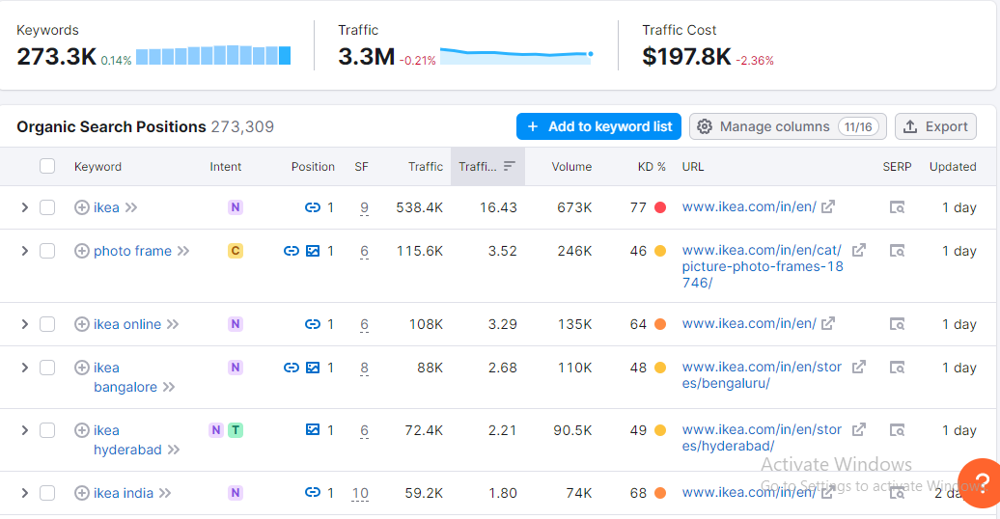 Keywords Traffic Traffic Cost
273.3K 0.14% 3.3M -0.21% $197.8K -2.36%
Organic Search Positions 273,309 + Add to keyword list Manage columns 11/16 Export
Keyword Intent Position SF Traffic Traffi... Volume KD % URL SERP Updated
ikea N 1 9 538.4K 16.43 673K 77 www.ikea.com/in/en/ 1 day
photo frame C 1 6 115.6K 3.52 246K 46 www.ikea.com/in/en/cat/ 1 day
picture-photo-frames-18
746/
ikea online N 1 6 108K 3.29 135K 64 www.ikea.com/in/en/ 1 day
ikea N 1 8 88K 2.68 110K 48 www.ikea.com/in/en/stor 1 day
bangalore es/bengaluru/
ikea N T 1 6 72.4K 2.21 90.5K 49 www.ikea.com/in/en/stor 1 day
hyderabad es/hyderabad/
Activate Windows
Go to Settings to activate Windows.
ikea india N 1 10 59.2K 1.80 74K 68 www.ikea.com/in/en/ 2 da
?